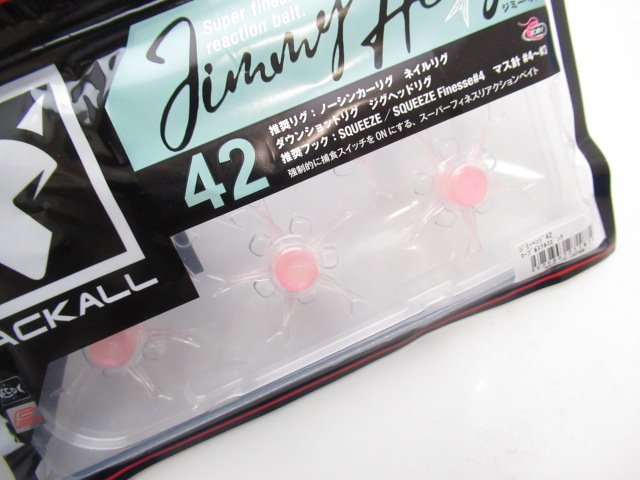 Super finesse
reaction bait.
Jimmy
ジミー
42
推奨リグ：ノーシンカーリグ　ネイルリグ
ダウンショットリグ　ジグヘッドリグ
推奨フック：SQUEEZE／SQUEEZE Finesse#4　マス針 #4～#3
強制的に捕食スイッチをONにする、スーパーフィネスリアクションベイト
ACKALL